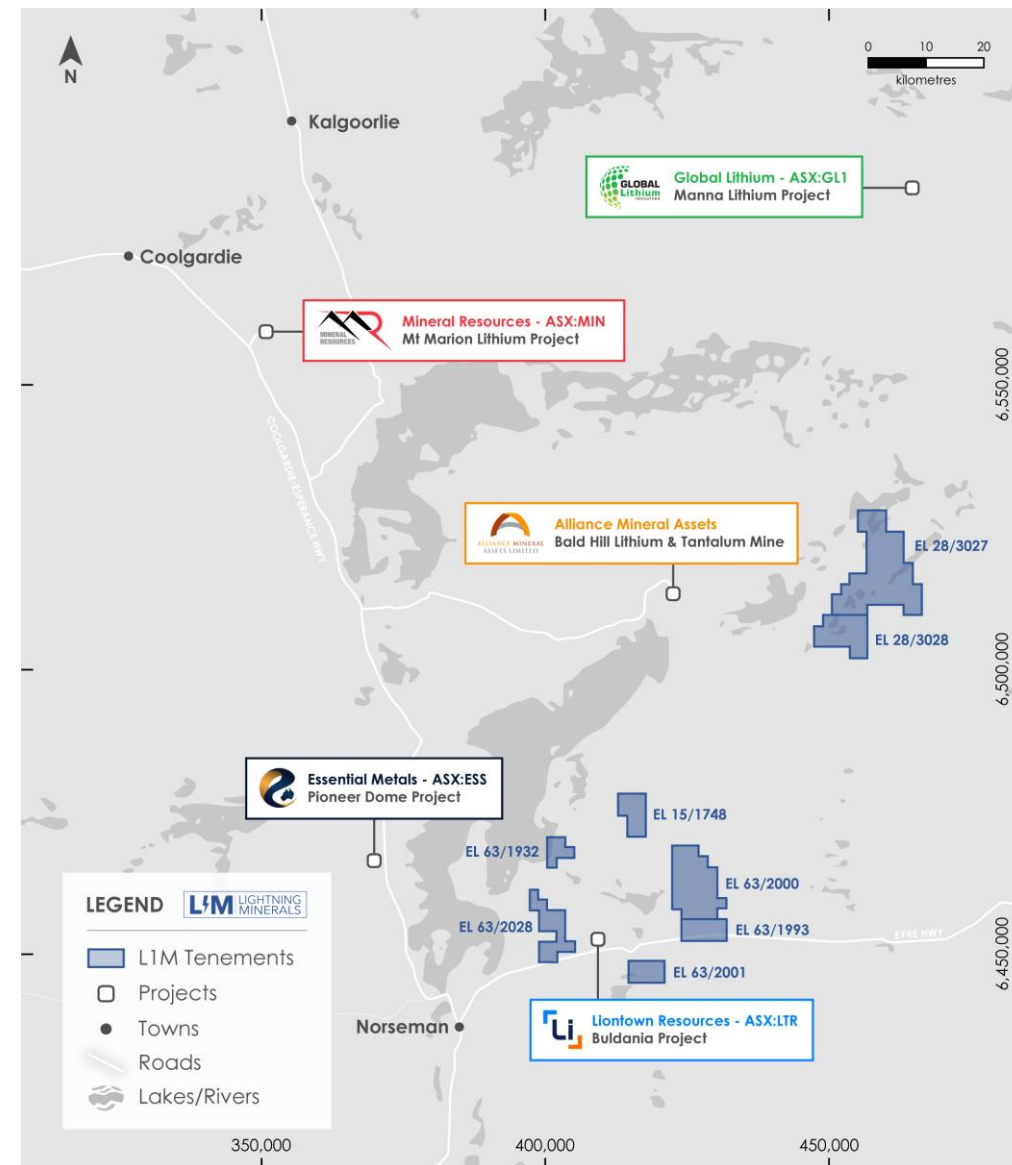 N
0 10 20
kilometres
Kalgoorlie
GLOBAL
Lithium
Global Lithium - ASX:GL1
Manna Lithium Project
Coolgardie
MINERAL
RESOURCES
Mineral Resources - ASX:MIN
Mt Marion Lithium Project
6,550,000
COOLGARDIE-ESPERANCE HWY
ALLIANCE MINERAL
ASSETS LIMITED
Alliance Mineral Assets
Bald Hill Lithium & Tantalum Mine
EL 28/3027
EL 28/3028
6,500,000
Essential Metals - ASX:ESS
Pioneer Dome Project
EL 15/1748
EL 63/1932
EL 63/2000
EL 63/2028
EL 63/1993
EYRE HWY
6,450,000
EL 63/2001
Norseman
Li
Liontown Resources - ASX:LTR
Buldania Project
LEGEND
L1M LIGHTNING
MINERALS
L1M Tenements
Projects
Towns
Roads
Lakes/Rivers
350,000 400,000 450,000